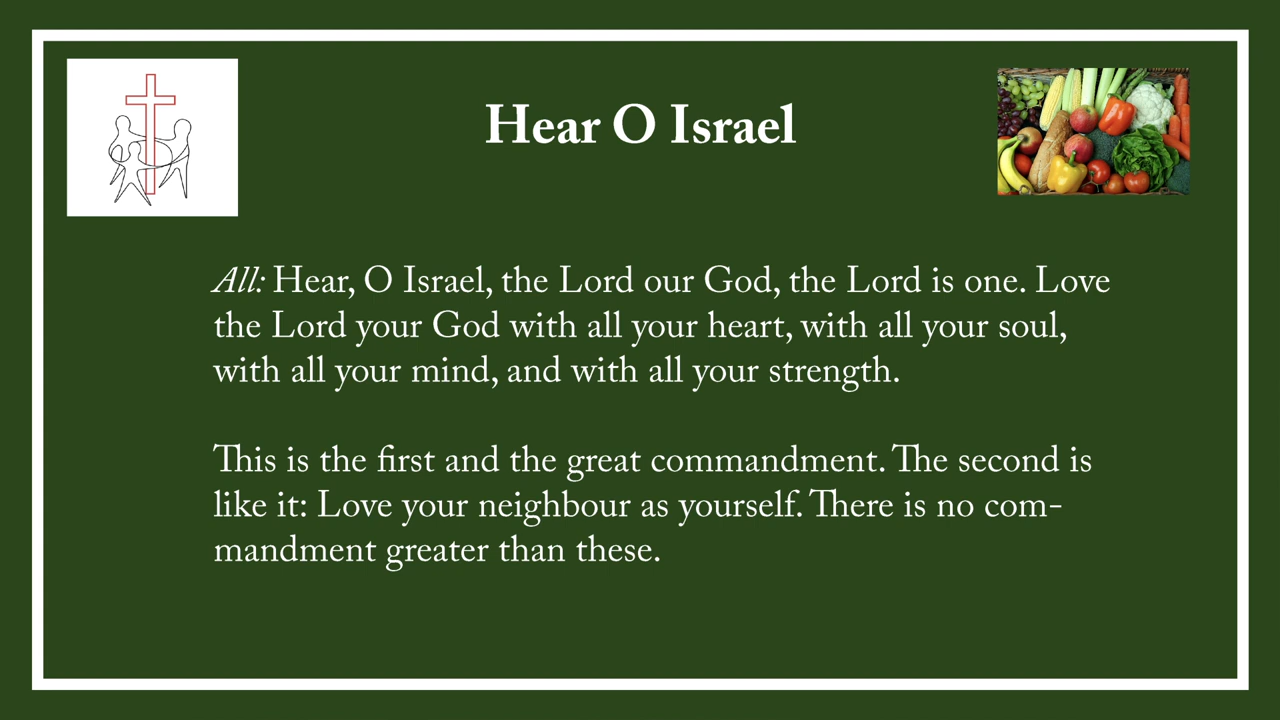 Hear O Israel
All: Hear, O Israel, the Lord our God, the Lord is one. Love
the Lord your God with all your heart, with all your soul,
with all your mind, and with all your strength.
This is the first and the great commandment. The second is
like it: Love your neighbour as yourself. There is no com-
mandment greater than these.